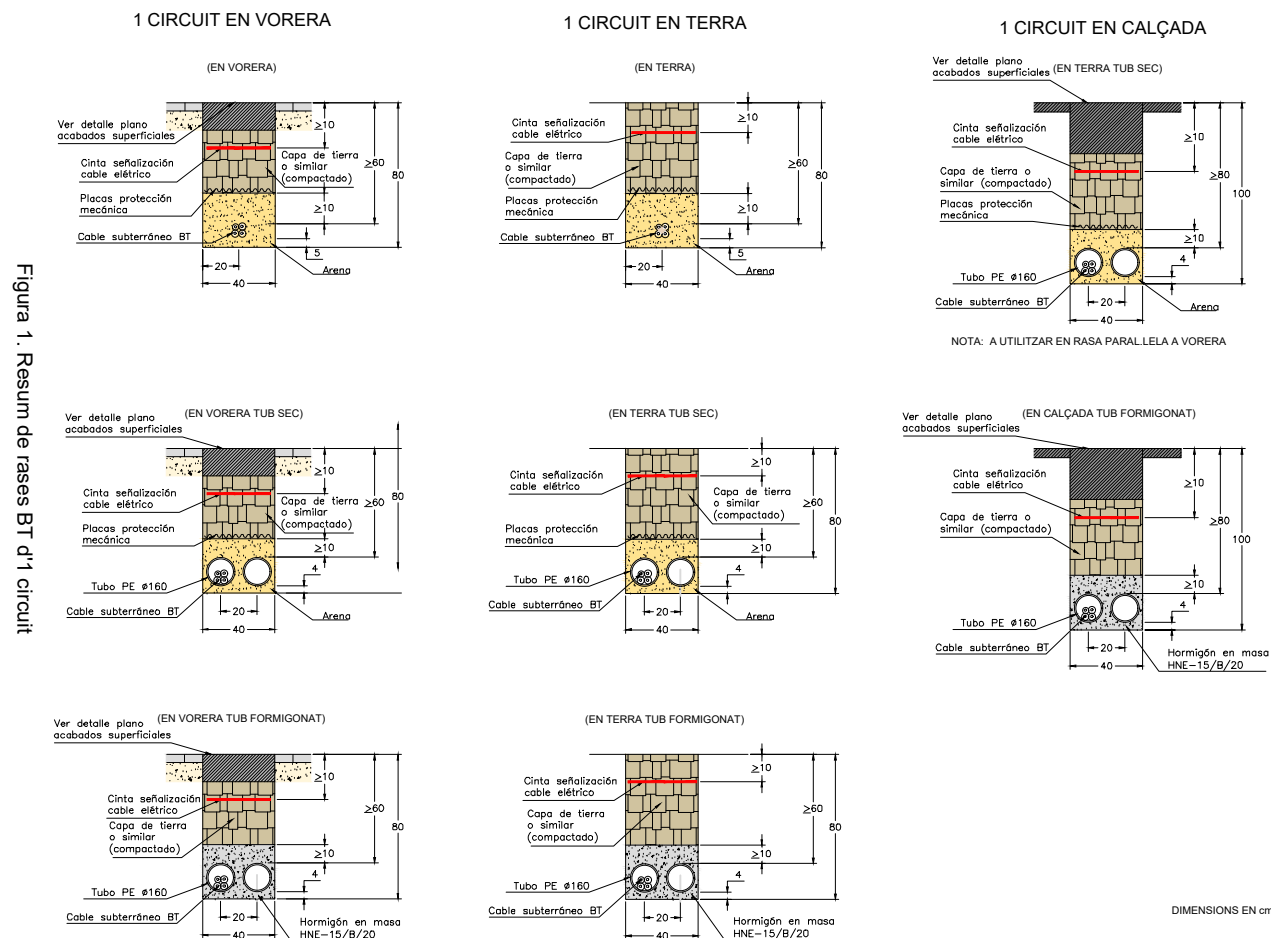 1 CIRCUIT EN VORERA
1 CIRCUIT EN TERRA
1 CIRCUIT EN CALÇADA
(EN VORERA)
Ver detalle plano
acabados superficiales
Cinta señalización
cable elétrico
Capa de tierra
o similar
(compactado)
Placas protección
mecánica
Cable subterráneo BT
Arena
≥10
≥60
80
≥10
5
20
40
(EN TERRA)
Cinta señalización
cable elétrico
Capa de tierra
o similar
(compactado)
Placas protección
mecánica
Cable subterráneo BT
Arena
≥10
≥60
80
≥10
5
20
40
Ver detalle plano
acabados superficiales
(EN TERRA TUB SEC)
Cinta señalización
cable elétrico
Capa de tierra o
similar (compactado)
Placas protección
mecánica
Tubo PE ø160
Cable subterráneo BT
Arena
≥10
≥80
100
≥10
4
20
40
NOTA: A UTILITZAR EN RASA PARAL.LELA A VORERA
Figura 1. Resum de rases BT d'1 circuit
Ver detalle plano
acabados superficiales
(EN VORERA TUB SEC)
Cinta señalización
cable elétrico
Capa de tierra
o similar
(compactado)
Placas protección
mecánica
Tubo PE ø160
Cable subterráneo BT
Arena
≥10
≥60
80
≥10
4
20
40
(EN TERRA TUB SEC)
Cinta señalización
cable elétrico
Capa de tierra
o similar
(compactado)
Placas protección
mecánica
Tubo PE ø160
Cable subterráneo BT
Arena
≥10
≥60
80
≥10
4
20
40
Ver detalle plano
acabados superficiales
(EN CALÇADA TUB FORMIGONAT)
Cinta señalización
cable elétrico
Capa de tierra o
similar (compactado)
Tubo PE ø160
Cable subterráneo BT
Hormigón en masa
HNE-15/B/20
≥10
≥80
100
≥10
4
20
40
Ver detalle plano
acabados superficiales
(EN VORERA TUB FORMIGONAT)
Cinta señalización
cable elétrico
Capa de tierra
o similar
(compactado)
Tubo PE ø160
Cable subterráneo BT
Hormigón en masa
HNE-15/B/20
≥10
≥60
80
≥10
4
20
40
(EN TERRA TUB FORMIGONAT)
Cinta señalización
cable elétrico
Capa de tierra
o similar
(compactado)
Tubo PE ø160
Cable subterráneo BT
Hormigón en masa
HNE-15/B/20
≥10
≥60
80
≥10
4
20
40
DIMENSIONS EN cm